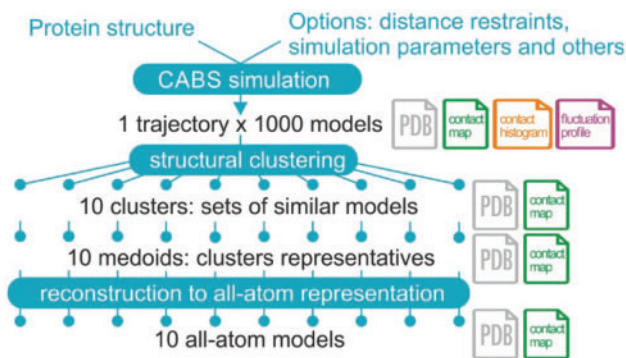 Protein structure
Options: distance restraints,
simulation parameters and others
CABS simulation
1 trajectory x 1000 models
PDB
contact
map
contact
histogram
fluctuation
profile
structural clustering
10 clusters: sets of similar models
PDB
contact
map
10 medoids: clusters representatives
PDB
contact
map
reconstruction to all-atom representation
10 all-atom models
PDB
contact
map